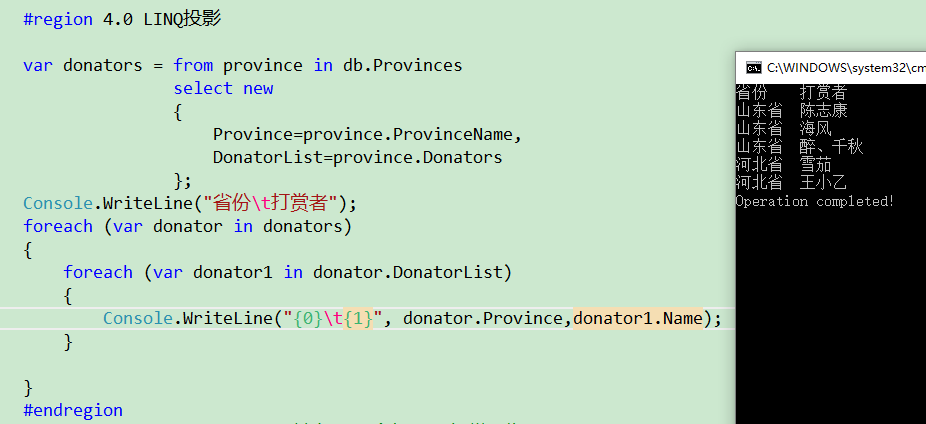 #region 4.0 LINQ投影
var donators = from province in db.Provinces
select new
{
Province=province.ProvinceName,
DonatorList=province.Donators
};
Console.WriteLine("省份\t打赏者");
foreach (var donator in donators)
{
foreach (var donator1 in donator.DonatorList)
{
Console.WriteLine("{0}\t{1}", donator.Province,donator1.Name);
}
}
#endregion
C:\WINDOWS\system32\cm
省份 打赏者
山东省 陈志康
山东省 海风
山东省 醉、千秋
河北省 雪茄
河北省 王小乙
Operation completed!